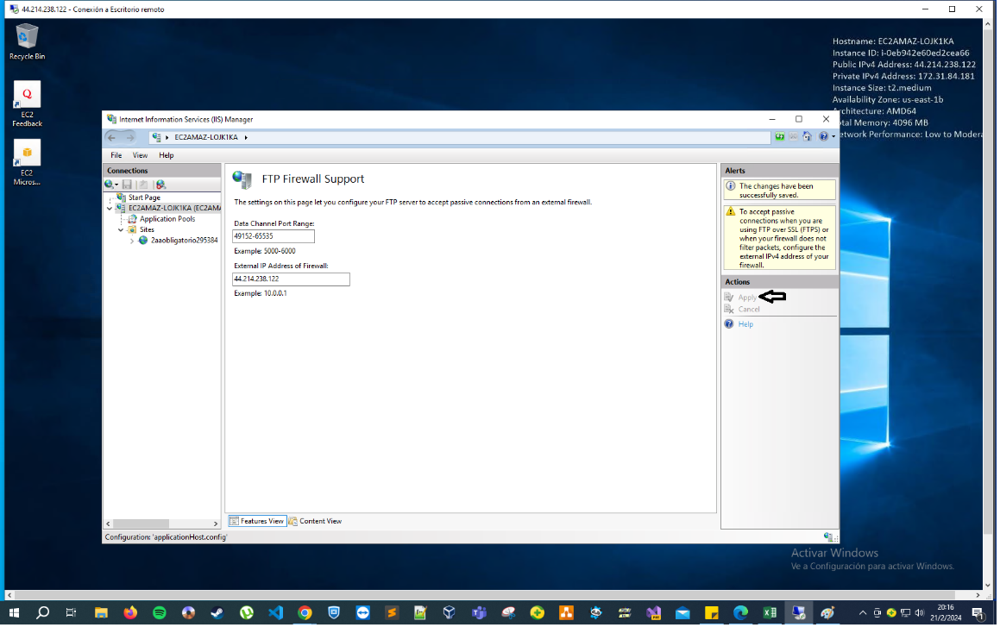 44.214.238.122 - Conexión a Escritorio remoto
Recycle Bin
EC2
Feedback
EC2
Micros...
Hostname: EC2AMAZ-LOJK1KA
Instance ID: i-0eb942e60ed2cea66
Public IPv4 Address: 44.214.238.122
Private IPv4 Address: 172.31.84.181
Instance Size: t2.medium
Availability Zone: us-east-1b
Architecture: AMD64
Total Memory: 4096 MB
Network Performance: Low to Modera
Internet Information Services (IIS) Manager
EC2AMAZ-LOJK1KA
File View Help
Connections
Start Page
EC2AMAZ-LOJK1KA (EC2AMA
Application Pools
Sites
2aaobligatorio295384
FTP Firewall Support
The settings on this page let you configure your FTP server to accept passive connections from an external firewall.
Data Channel Port Range:
49152-65535
Example: 5000-6000
External IP Address of Firewall:
44.214.238.122
Example: 10.0.0.1
Features View Content View
Configuration: 'applicationHost.config'
Alerts
The changes have been
successfully saved.
To accept passive
connections when you are
using FTP over SSL (FTPS) or
when your firewall does not
filter packets, configure the
external IPv4 address of your
firewall.
Actions
Apply
Cancel
Help
Activar Windows
Ve a Configuración para activar Windows.
20:16
21/2/2024